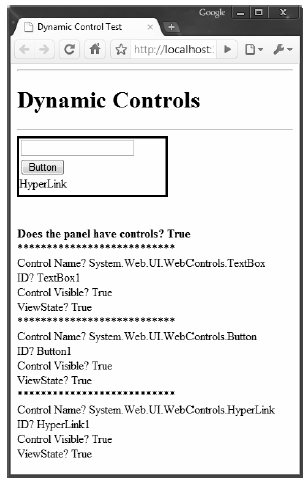 Google
Dynamic Control Test
http://localhost:
Dynamic Controls
Button
HyperLink
Does the panel have controls? True
***************************
Control Name? System.Web.UI.WebControls.TextBox
ID? TextBox1
Control Visible? True
ViewState? True
***************************
Control Name? System.Web.UI.WebControls.Button
ID? Button1
Control Visible? True
ViewState? True
***************************
Control Name? System.Web.UI.WebControls.HyperLink
ID? HyperLink1
Control Visible? True
ViewState? True